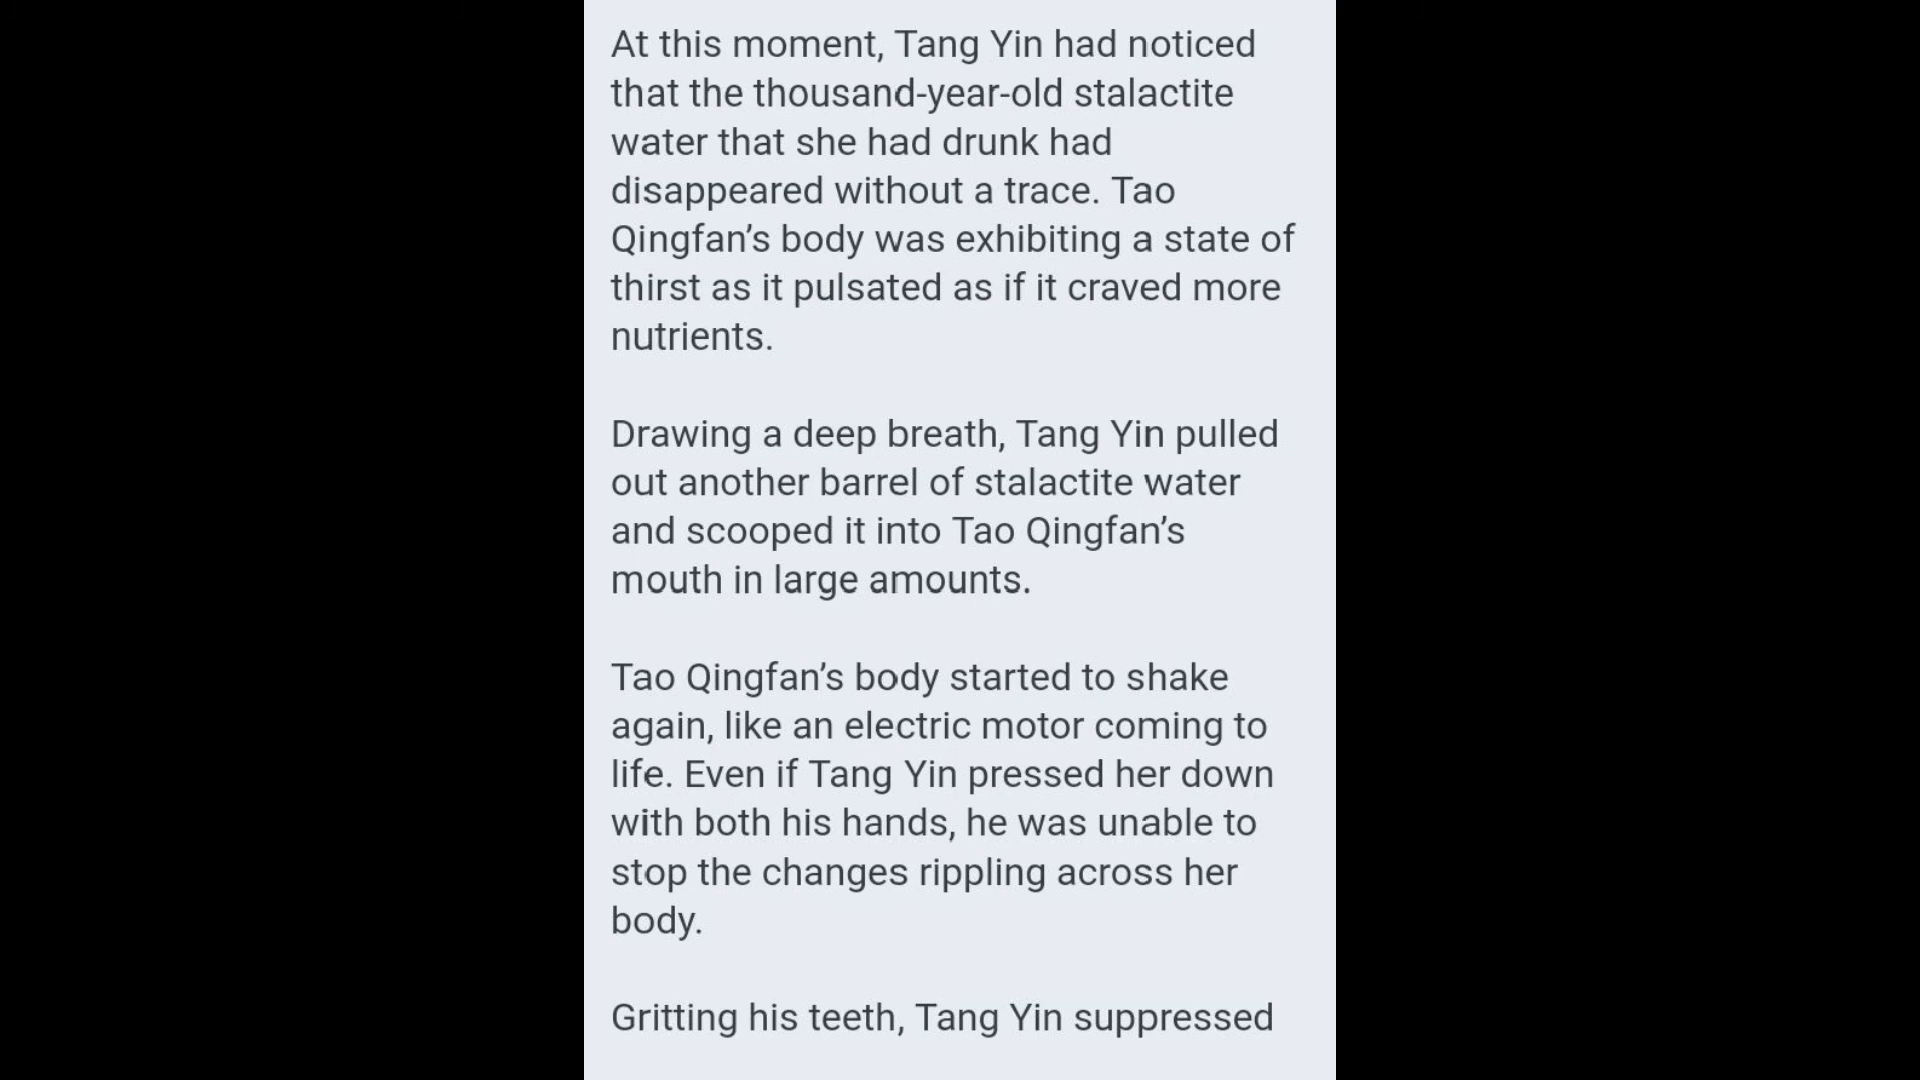 At this moment, Tang Yin had noticed
that the thousand-year-old stalactite
water that she had drunk had
disappeared without a trace. Tao
Qingfan’s body was exhibiting a state of
thirst as it pulsated as if it craved more
nutrients.
Drawing a deep breath, Tang Yin pulled
out another barrel of stalactite water
and scooped it into Tao Qingfan’s
mouth in large amounts.
Tao Qingfan’s body started to shake
again, like an electric motor coming to
life. Even if Tang Yin pressed her down
with both his hands, he was unable to
stop the changes rippling across her
body.
Gritting his teeth, Tang Yin suppressed